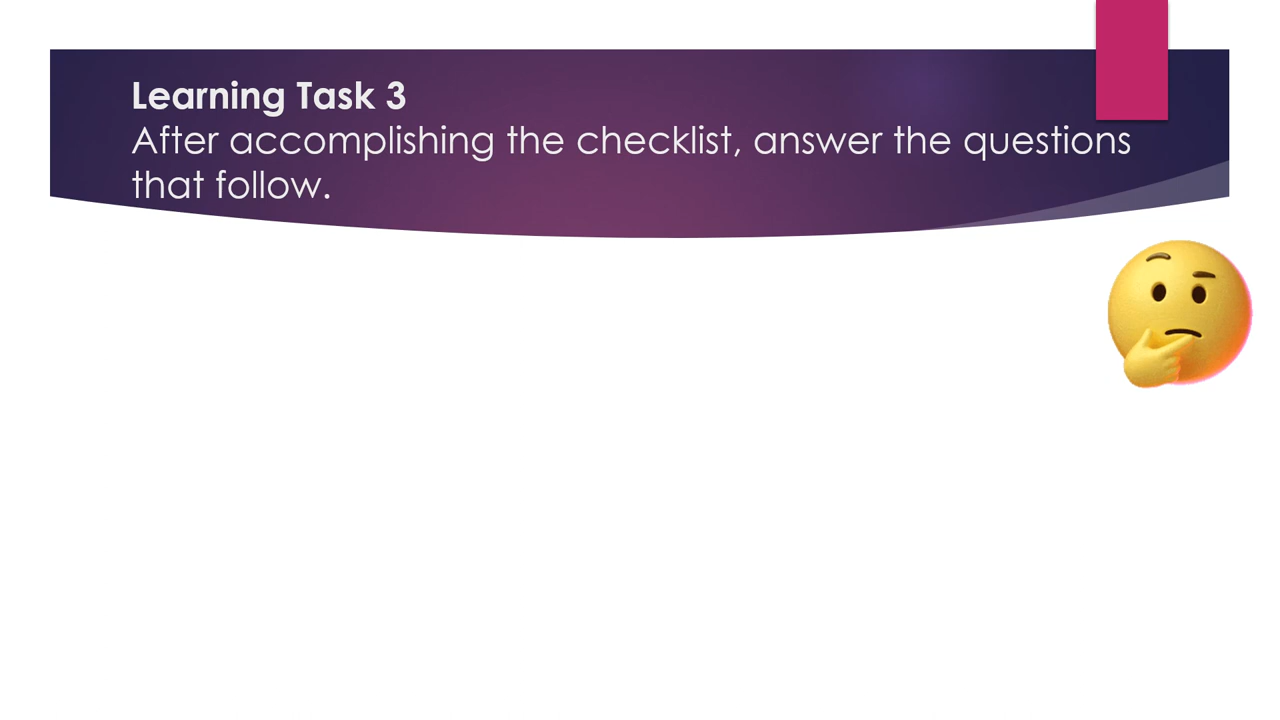 Learning Task 3
After accomplishing the checklist, answer the questions
that follow.